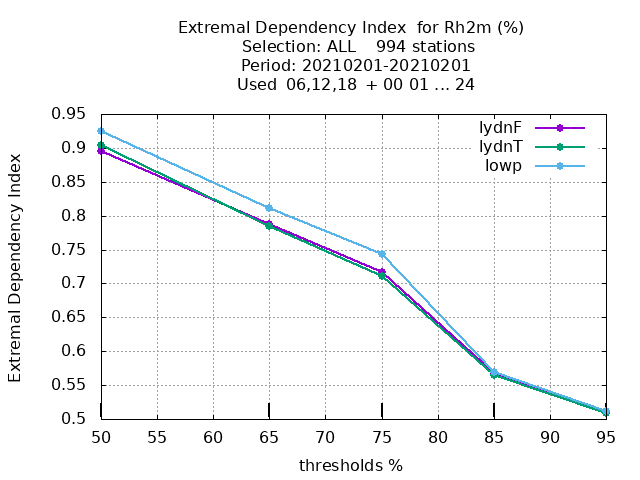 Extremal Dependency Index  for Rh2m (%)
Selection: ALL    994 stations
Period: 20210201-20210201
Used  06,12,18  + 00 01 ... 24
Extremal Dependency Index
0.95
0.9
0.85
0.8
0.75
0.7
0.65
0.6
0.55
0.5
lydnF
lydnT
lowp
50 55 60 65 70 75 80 85 90 95
thresholds %